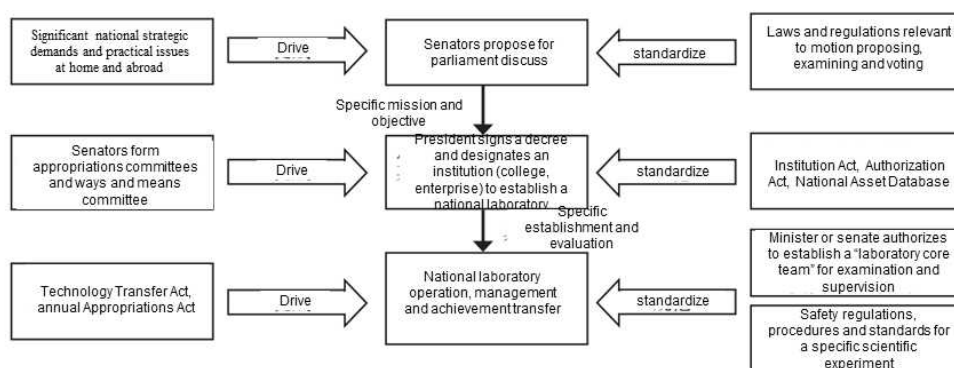 Significant national strategic
demands and practical issues
at home and abroad
Drive
Senators propose for
parliament discuss
standardize
Laws and regulations relevant
to motion proposing,
examining and voting
Specific mission and
objective
Senators form
appropriations committees
and ways and means
committee
Drive
President signs a decree
and designates an
institution (college,
enterprise) to establish a
national laboratory
standardize
Institution Act, Authorization
Act, National Asset Database
Specific
establishment and
evaluation
Technology Transfer Act,
annual Appropriations Act
Drive
National laboratory
operation, management
and achievement transfer
standardize
Minister or senate authorizes
to establish a “laboratory core
team” for examination and
supervision
Safety regulations,
procedures and standards for
a specific scientific
experiment